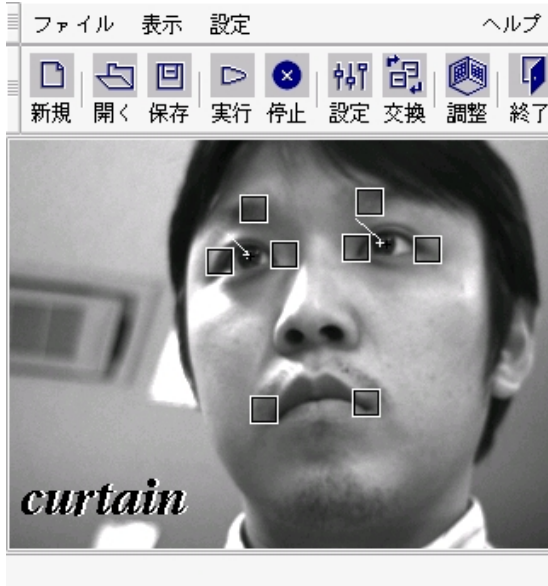 ファイル 表示 設定 ヘルプ
新規 開く 保存 実行 停止 設定 交換 調整 終了
curtain